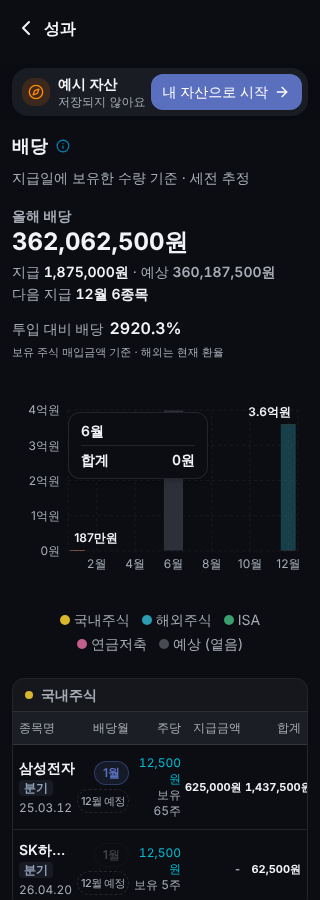 성과
예시 자산
저장되지 않아요
내 자산으로 시작
배당
지급일에 보유한 수량 기준 · 세전 추정
올해 배당
362,062,500원
지급 1,875,000원 · 예상 360,187,500원
다음 지급 12월 6종목
투입 대비 배당 2920.3%
보유 주식 매입금액 기준 · 해외는 현재 환율
4억원
3억원
2억원
1억원
0원
6월
합계 0원
3.6억원
187만원
2월 4월 6월 8월 10월 12월
국내주식 해외주식 ISA
연금저축 예상 (옅음)
국내주식
종목명 배당월 주당 지급금액 합계
삼성전자
분기
25.03.12
1월
12월 예정
12,500
원
보유
65주
625,000원 1,437,500원
SK하...
분기
26.04.20
1월
12월 예정
12,500
원
보유 5주
- 62,500원